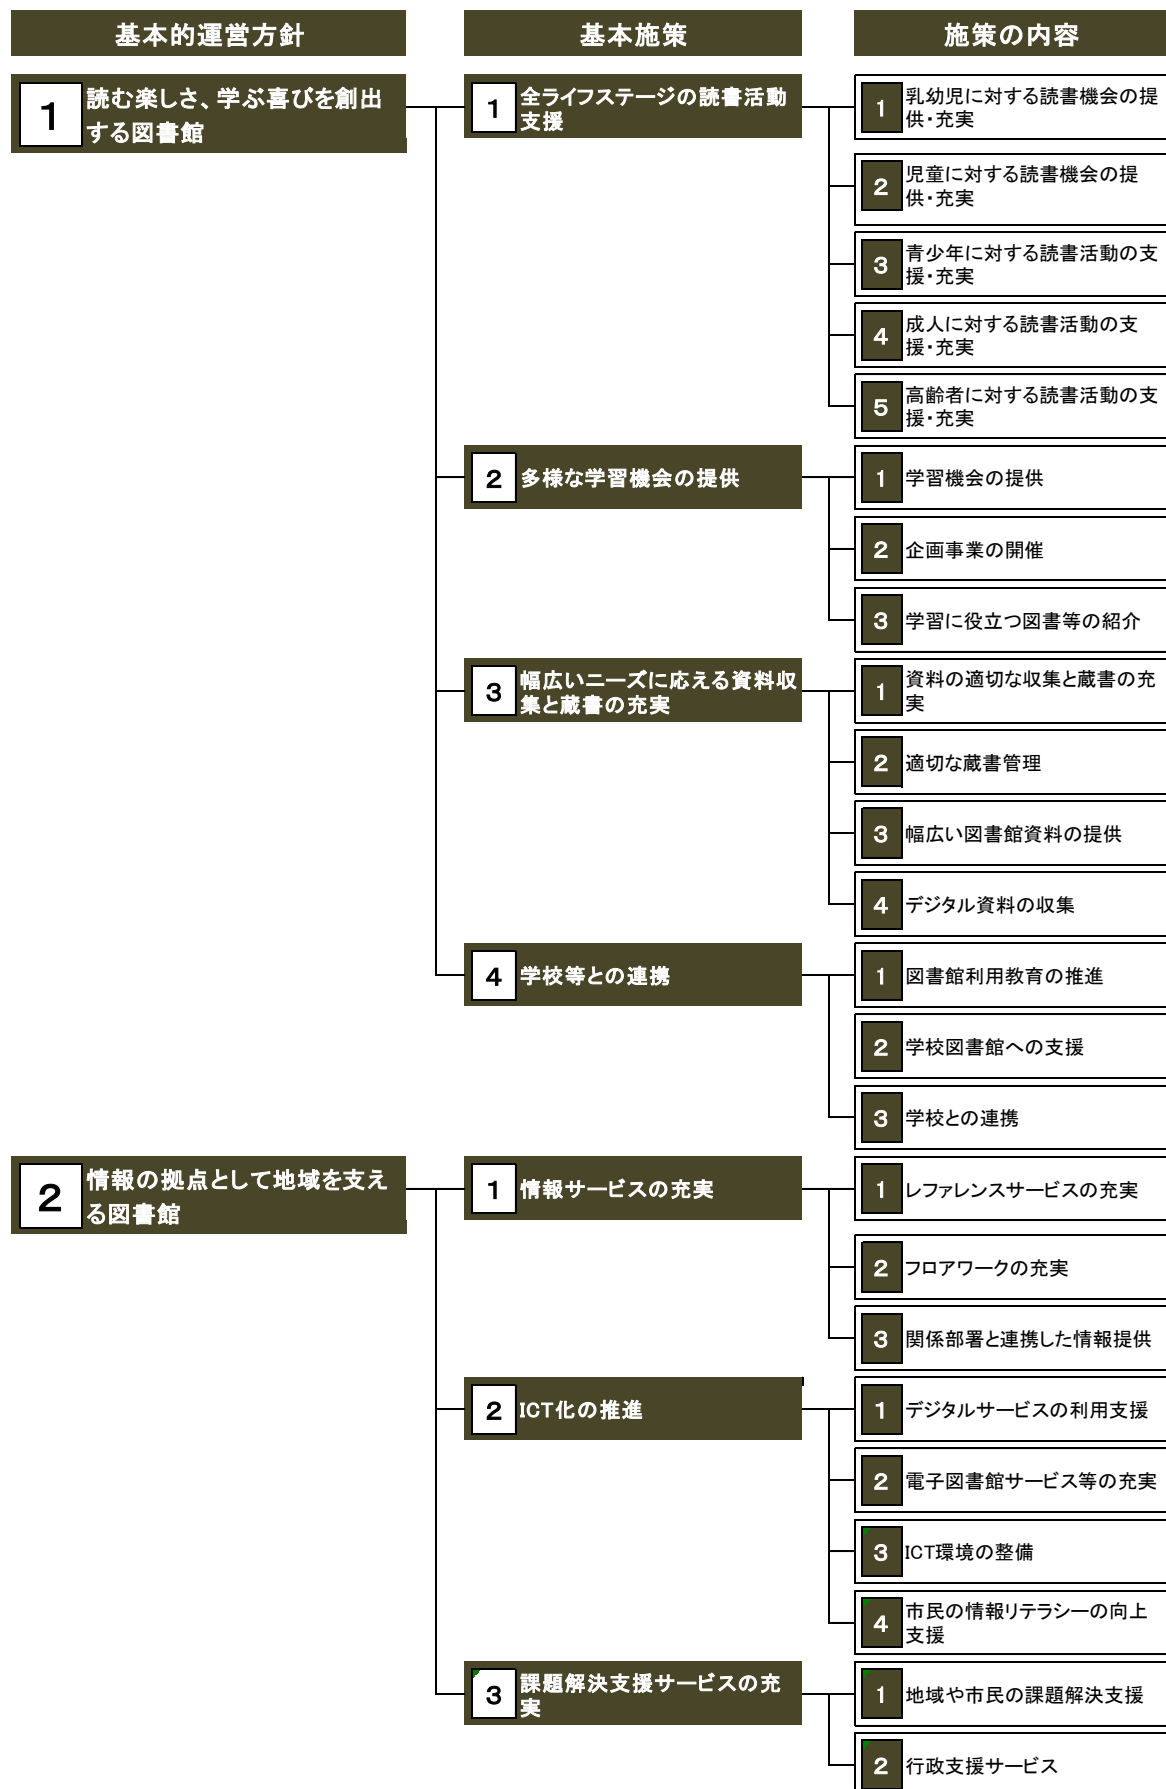 基本的運営方針
基本施策
施策の内容
1
読む楽しさ、学ぶ喜びを創出
する図書館
1
全ライフステージの読書活動
支援
1
乳幼児に対する読書機会の提
供・充実
2
児童に対する読書機会の提
供・充実
3
青少年に対する読書活動の支
援・充実
4
成人に対する読書活動の支
援・充実
5
高齢者に対する読書活動の支
援・充実
2
多様な学習機会の提供
1
学習機会の提供
2
企画事業の開催
3
学習に役立つ図書等の紹介
3
幅広いニーズに応える資料収
集と蔵書の充実
1
資料の適切な収集と蔵書の充
実
2
適切な蔵書管理
3
幅広い図書館資料の提供
4
デジタル資料の収集
4
学校等との連携
1
図書館利用教育の推進
2
学校図書館への支援
3
学校との連携
2
情報の拠点として地域を支え
る図書館
1
情報サービスの充実
1
レファレンスサービスの充実
2
フロアワークの充実
3
関係部署と連携した情報提供
2
ICT化の推進
1
デジタルサービスの利用支援
2
電子図書館サービス等の充実
3
ICT環境の整備
4
市民の情報リテラシーの向上
支援
3
課題解決支援サービスの充
実
1
地域や市民の課題解決支援
2
行政支援サービス